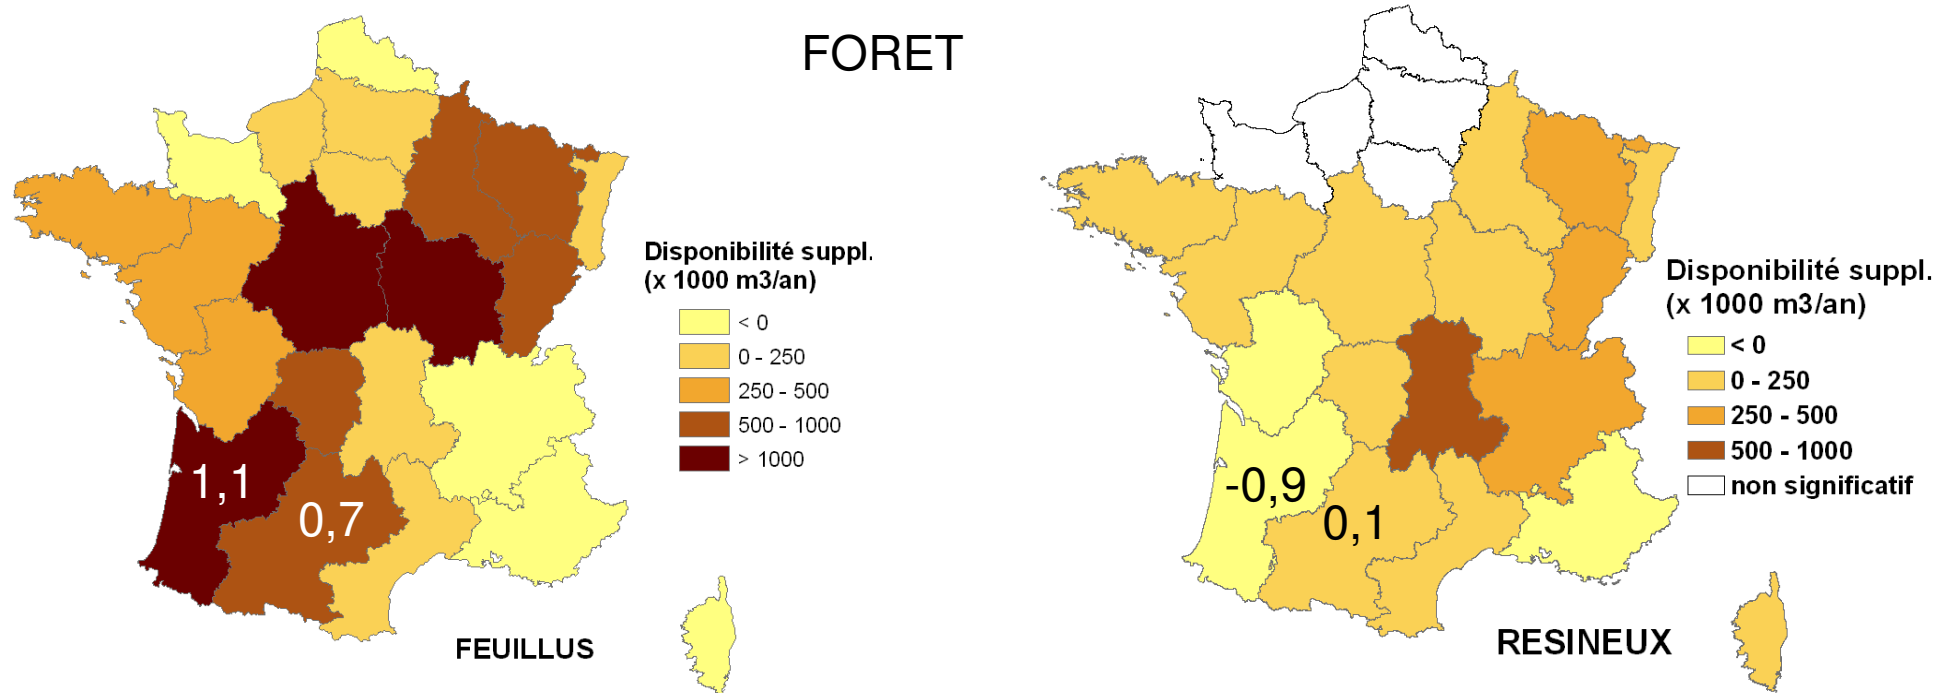 FORET
Disponibilité suppl.
(x 1000 m3/an)
< 0
0 - 250
250 - 500
500 - 1000
> 1000
1,1
0,7
FEUILLUS
Disponibilité suppl.
(x 1000 m3/an)
< 0
0 - 250
250 - 500
500 - 1000
non significatif
-0,9
0,1
RESINEUX